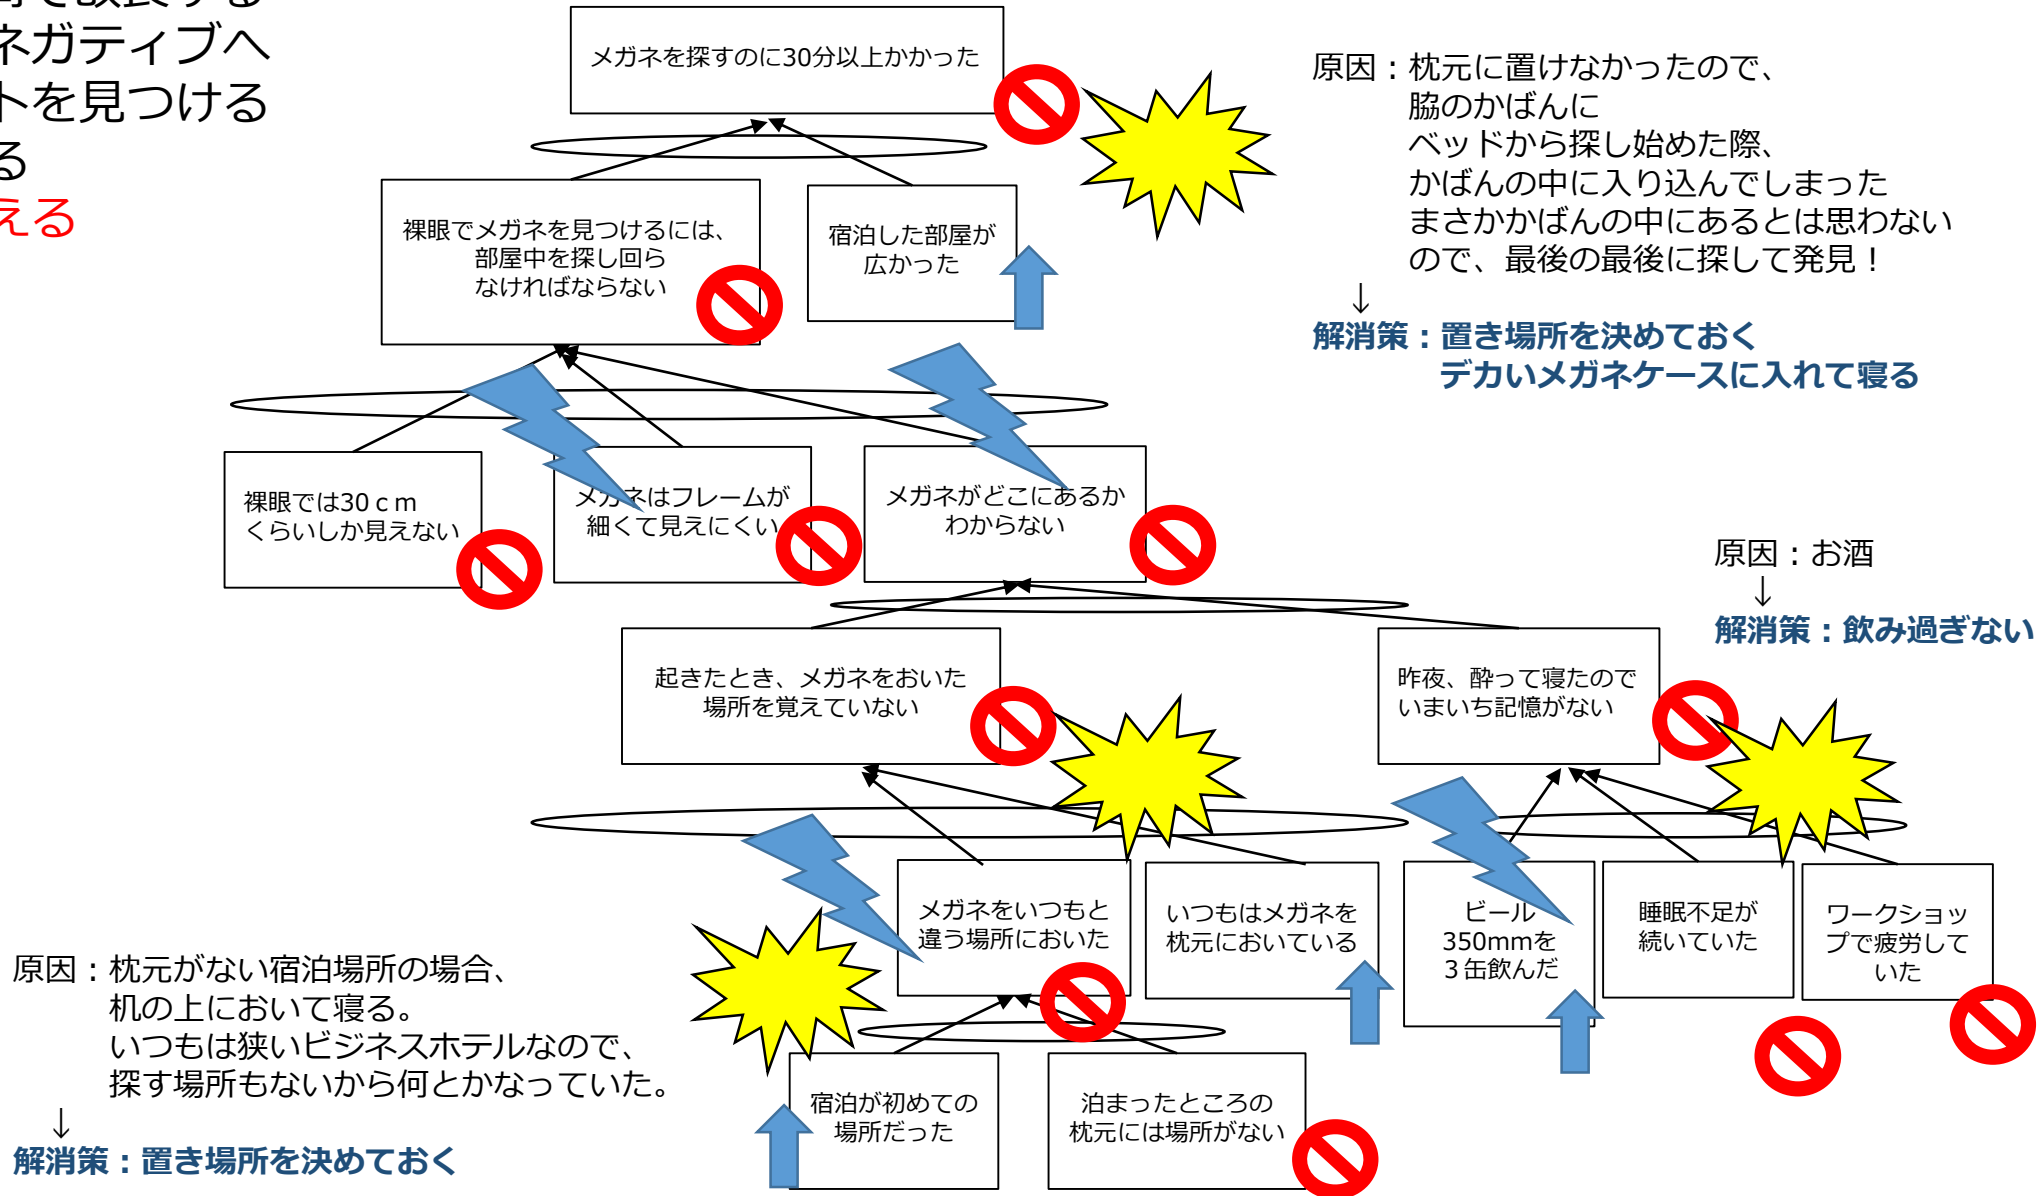 ネガティブへ
トを見つける
る
える
メガネを探すのに30分以上かかった
原因：枕元に置けなかったので、
脇のかばんに
ベッドから探し始めた際、
かばんの中に入り込んでしまった
まさかかばんの中にあるとは思わない
ので、最後の最後に探して発見！
↓
解消策：置き場所を決めておく
デカいメガネケースに入れて寝る
裸眼でメガネを見つけるには、
部屋中を探し回ら
なければならない
宿泊した部屋が
広かった
裸眼では30ｃｍ
くらいしか見えない
メガネはフレームが
細くて見えにくい
メガネがどこにあるか
わからない
原因：お酒
↓
解消策：飲み過ぎない
起きたとき、メガネをおいた
場所を覚えていない
昨夜、酔って寝たので
いまいち記憶がない
メガネをいつもと
違う場所においた
いつもはメガネを
枕元においている
ビール
350mmを
３缶飲んだ
睡眠不足が
続いていた
ワークショッ
プで疲労して
いた
原因：枕元がない宿泊場所の場合、
机の上において寝る。
いつもは狭いビジネスホテルなので、
探す場所もないから何とかなっていた。
↓
解消策：置き場所を決めておく
宿泊が初めての
場所だった
泊まったところの
枕元には場所がない